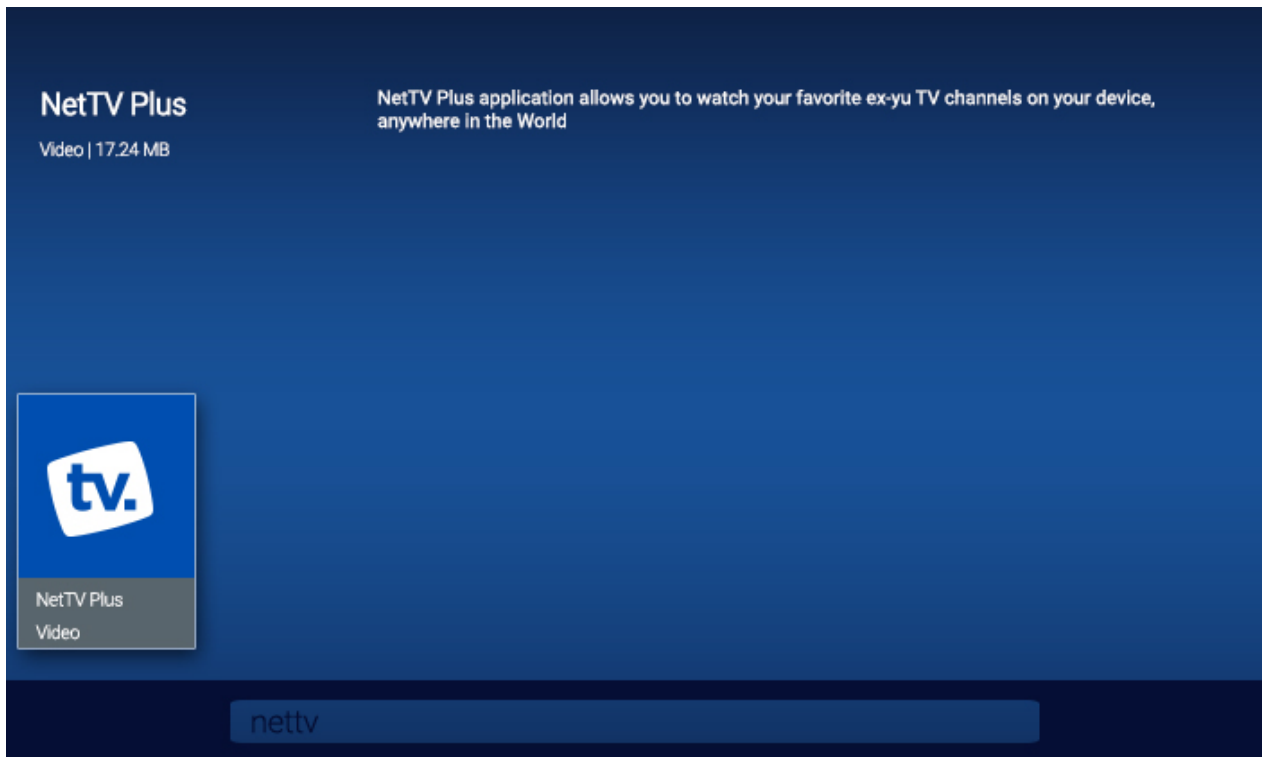 NetTV Plus
Video | 17.24 MB
NetTV Plus application allows you to watch your favorite ex-yu TV channels on your device,
anywhere in the World
tv.
NetTV Plus
Video
nettv